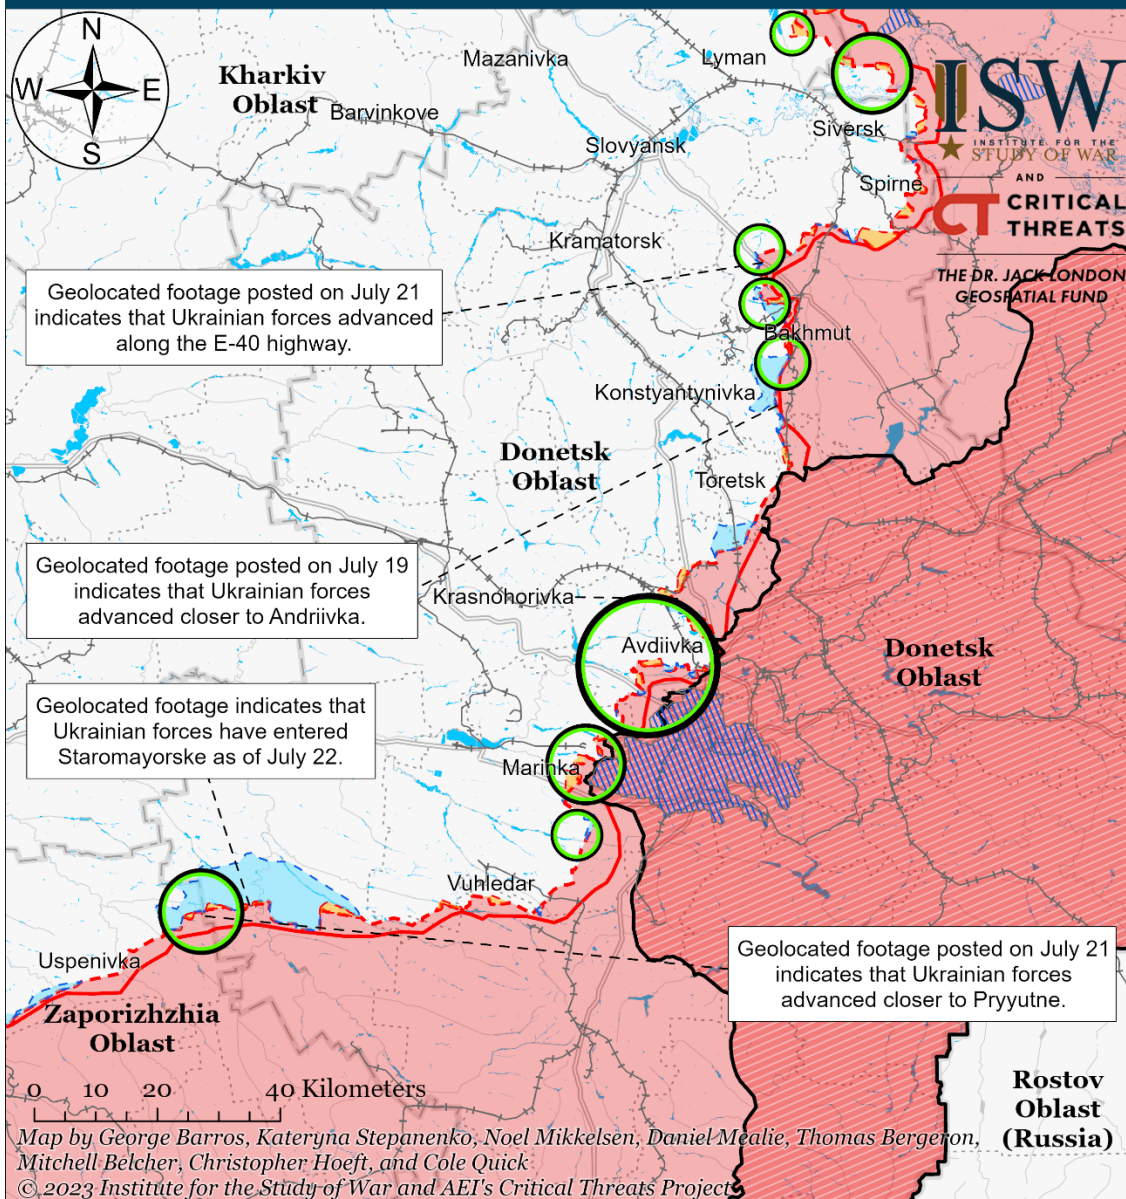 N
W
E
S
Kharkiv
Oblast
Mazanivka
Lyman
Barvinkove
Slovyansk
Siversk
Spirne
Kramatorsk
ISW
INSTITUTE FOR THE
STUDY OF WAR
AND
CT CRITICAL
THREATS
THE DR. JACK LONDON
GEOSPATIAL FUND
Geolocated footage posted on July 21
indicates that Ukrainian forces advanced
along the E-40 highway.
Bakhmut
Konstyantynivka
Donetsk
Oblast
Toretsk
Geolocated footage posted on July 19
indicates that Ukrainian forces
advanced closer to Andriivka.
Krasnohorivka
Avdiivka
Donetsk
Oblast
Geolocated footage indicates that
Ukrainian forces have entered
Staromayorske as of July 22.
Marinka
Vuhledar
Uspenivka
Geolocated footage posted on July 21
indicates that Ukrainian forces
advanced closer to Pryyutne.
Zaporizhzhia
Oblast
Rostov
Oblast
(Russia)
0 10 20 40 Kilometers
Map by George Barros, Kateryna Stepanenko, Noel Mikkelsen, Daniel Mealie, Thomas Bergeron,
Mitchell Belcher, Christopher Hoeft, and Cole Quick
© 2023 Institute for the Study of War and AEI's Critical Threats Project